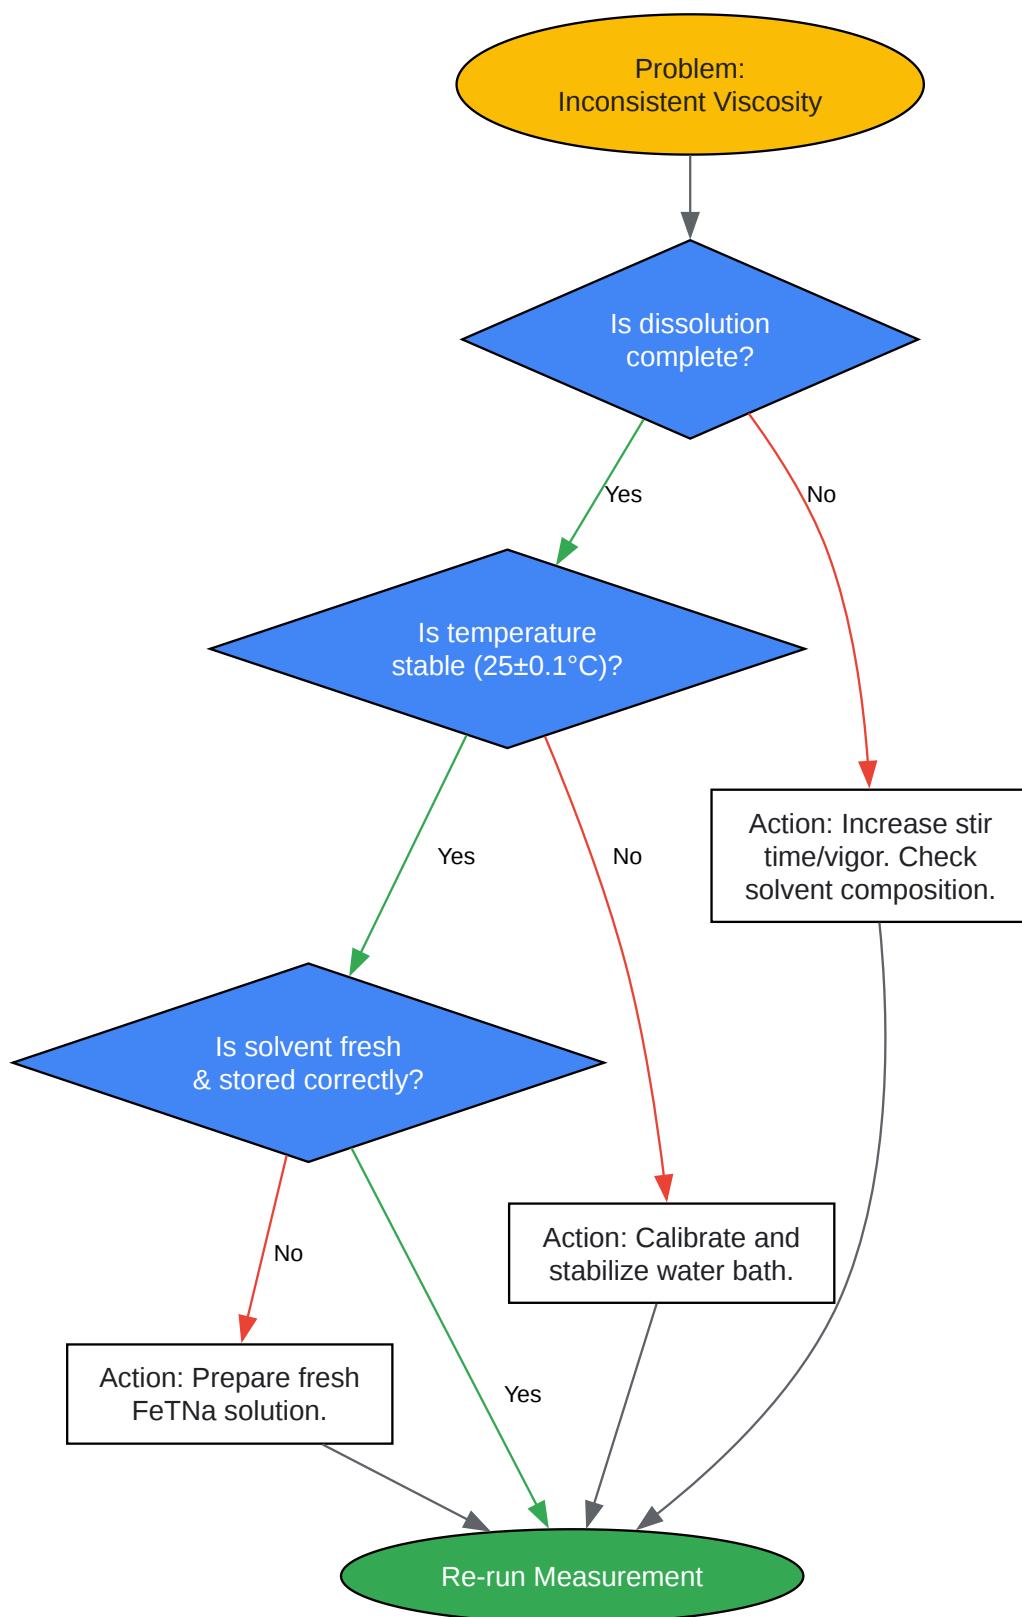 Problem:
Inconsistent Viscosity
Is dissolution
complete?
Yes
No
Is temperature
stable (25±0.1°C)?
Yes
No
Action: Increase stir
time/vigor. Check
solvent composition.
Is solvent fresh
& stored correctly?
No
Yes
Action: Calibrate and
stabilize water bath.
Action: Prepare fresh
FeTNa solution.
Re-run Measurement